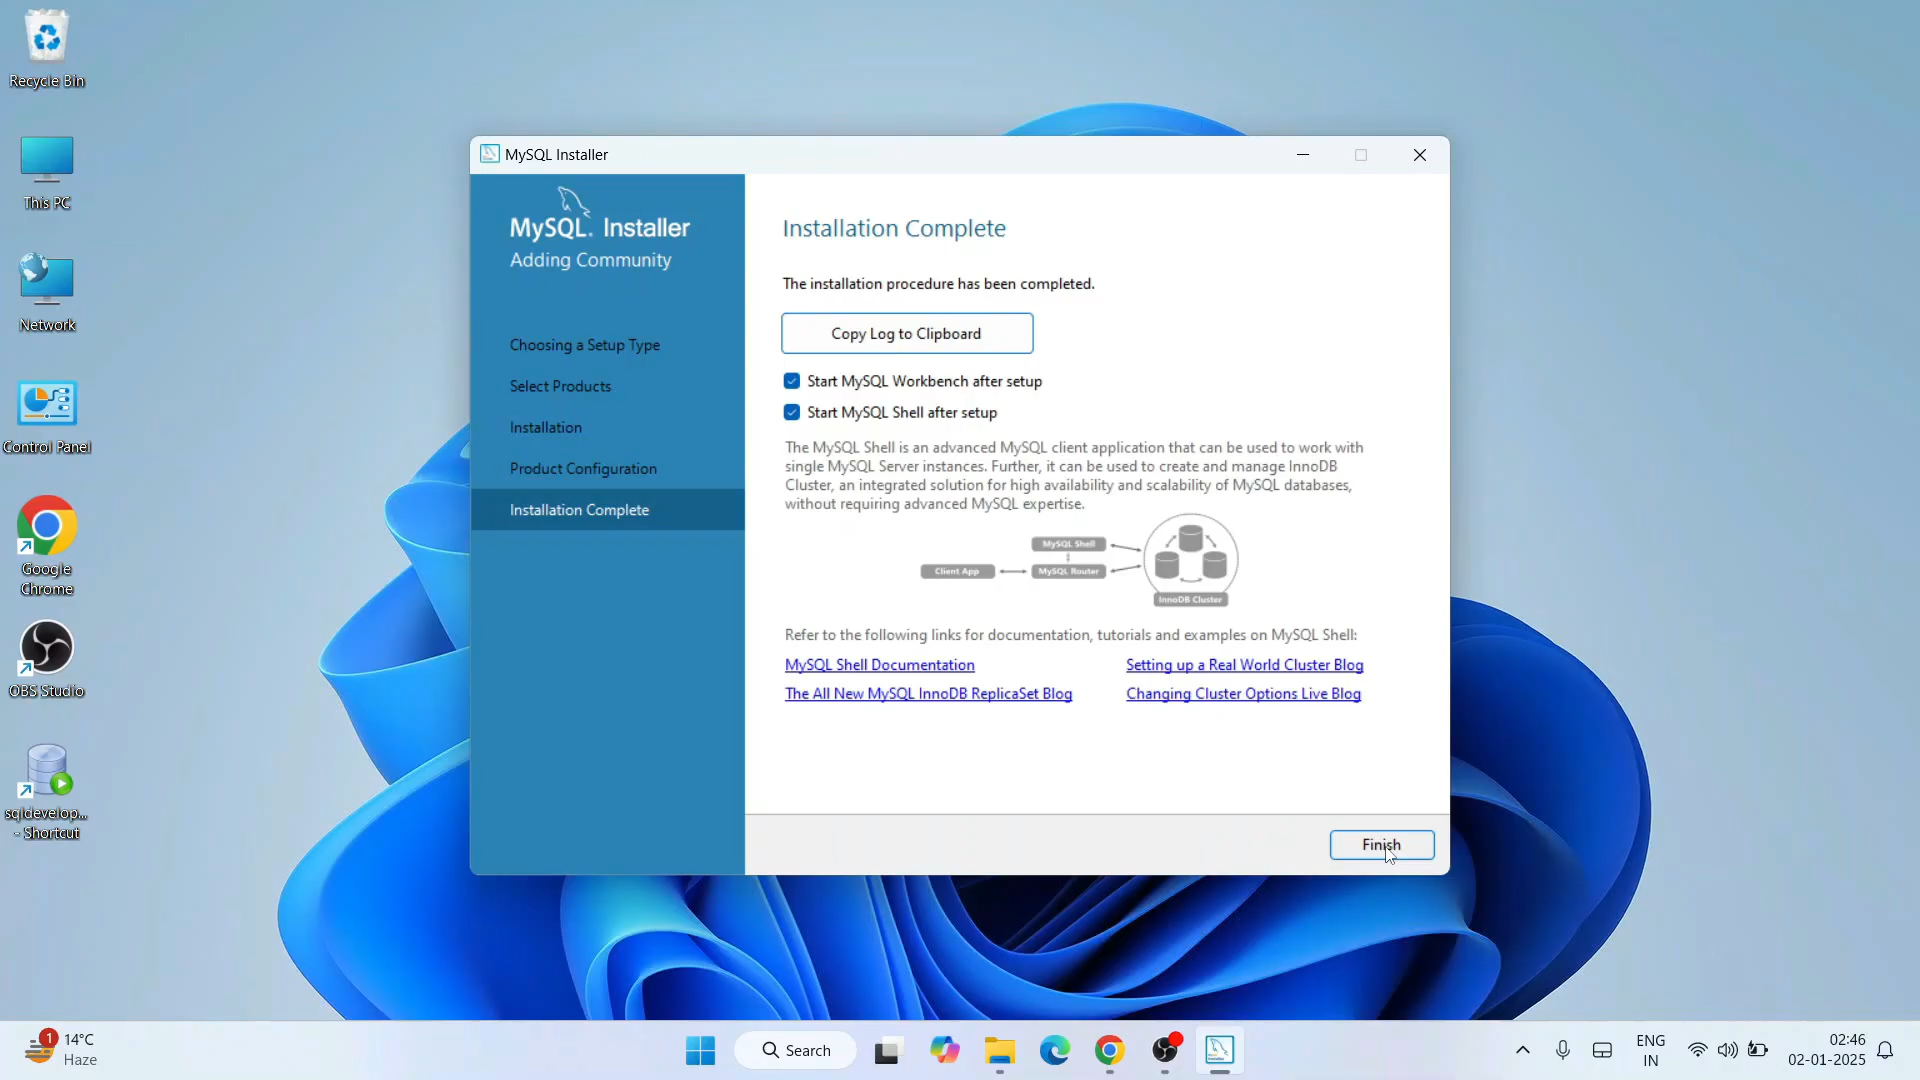 Recycle Bin
This PC
Network
Control Panel
Google
Chrome
OBS Studio
sqldevelop...
- Shortcut
MySQL Installer
MySQL. Installer
Adding Community
Choosing a Setup Type
Select Products
Installation
Product Configuration
Installation Complete
Installation Complete
The installation procedure has been completed.
Copy Log to Clipboard
Start MySQL Workbench after setup
Start MySQL Shell after setup
The MySQL Shell is an advanced MySQL client application that can be used to work with
single MySQL Server instances. Further, it can be used to create and manage InnoDB
Cluster, an integrated solution for high availability and scalability of MySQL databases,
without requiring advanced MySQL expertise.
MySQL Shell
Client App
MySQL Router
InnoDB Cluster
Refer to the following links for documentation, tutorials and examples on MySQL Shell:
MySQL Shell Documentation
Setting up a Real World Cluster Blog
The All New MySQL InnoDB ReplicaSet Blog
Changing Cluster Options Live Blog
Finish
1
14°C
Haze
Search
ENG
IN
02:46
02-01-2025